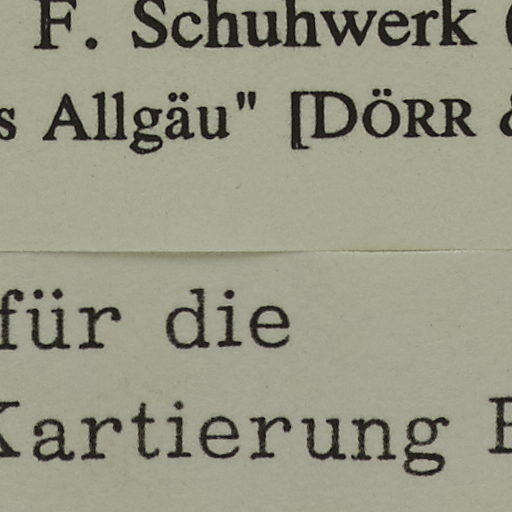 F. Schuhwerk (
s Allgäu" [DÖRR &
für die
Kartierung